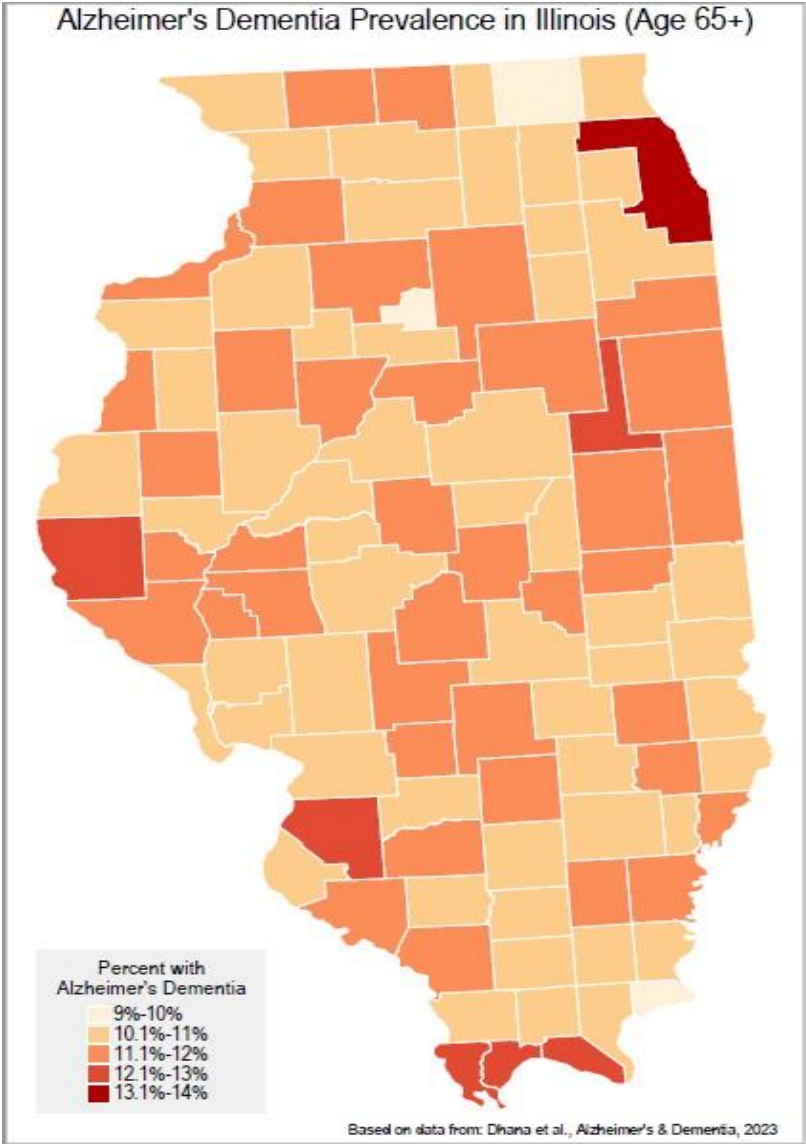 Alzheimer's Dementia Prevalence in Illinois (Age 65+)
Percent with
Alzheimer's Dementia
9%-10%
10.1%-11%
11.1%-12%
12.1%-13%
13.1%-14%
Based on data from: Dhana et al., Alzheimer's & Dementia, 2023